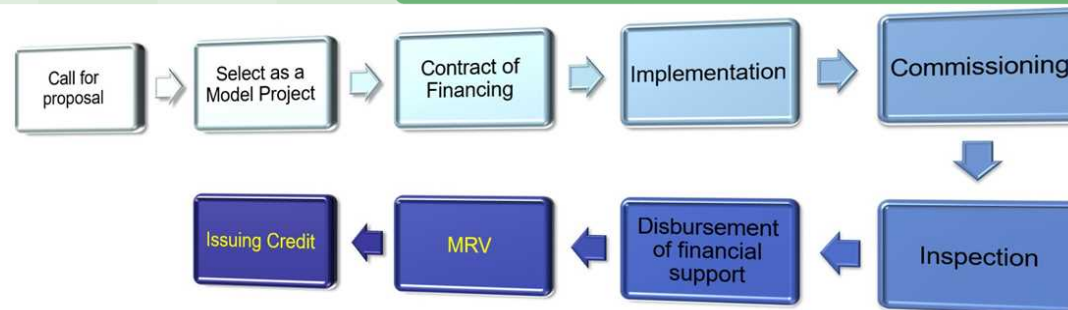 Call for
proposal
Select as a
Model Project
Contract of
Financing
Implementation
Commissioning
Inspection
Disbursement
of financial
support
MRV
Issuing Credit